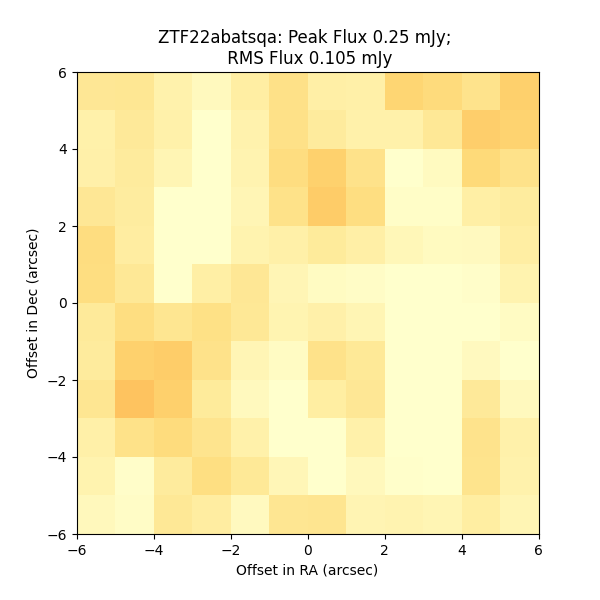 ZTF22abatsqa: Peak Flux 0.25 mJy;
RMS Flux 0.105 mJy
6
4
2
0
−2
−4
−6
Offset in Dec (arcsec)
−6 −4 −2 0 2 4 6
Offset in RA (arcsec)